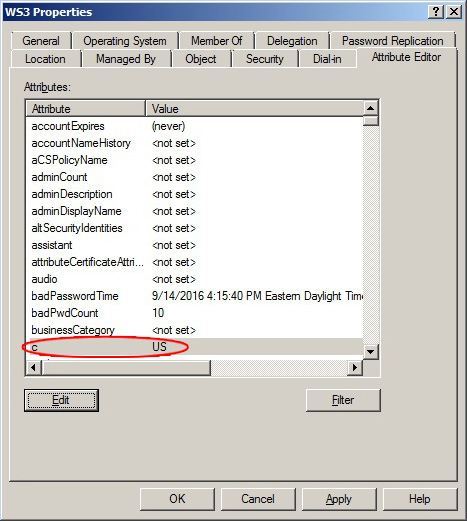 WS3 Properties
General Operating System Member Of Delegation Password Replication
Location Managed By Object Security Dial-in Attribute Editor
Attributes:
Attribute Value
accountExpires (never)
accountNameHistory <not set>
aCSPolicyName <not set>
adminCount <not set>
adminDescription <not set>
adminDisplayName <not set>
altSecurityIdentities <not set>
assistant <not set>
attributeCertificateAttri... <not set>
audio <not set>
badPasswordTime 9/14/2016 4:15:40 PM Eastern Daylight Time
badPwdCount 10
businessCategory <not set>
c US
Edit Filter
OK Cancel Apply Help